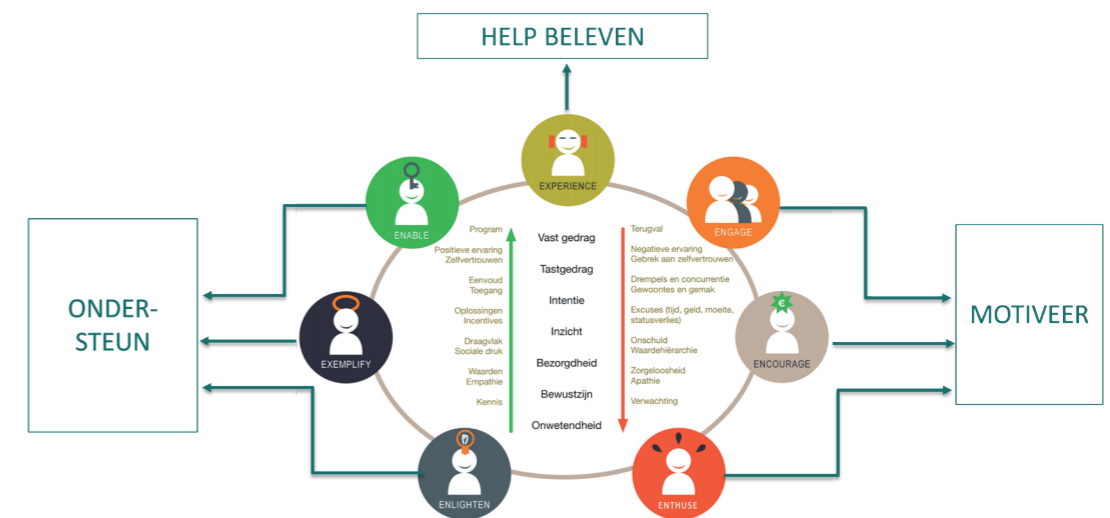 HELP BELEVEN
EXPERIENCE
ENABLE
ENGAGE
ONDER-
STEUN
EXEMPLIFY
ENCOURAGE
€
MOTIVEER
Program
Positieve ervaring
Zelfvertrouwen
Eenvoud
Toegang
Oplossingen
Incentives
Draagvlak
Sociale druk
Waarden
Empathie
Kennis
Vast gedrag
Tastgedrag
Intentie
Inzicht
Bezorgdheid
Bewustzijn
Onwetendheid
Terugval
Negatieve ervaring
Gebrek aan zelfvertrouwen
Drempels en concurrentie
Gewoontes en gemak
Excuses (tijd, geld, moeite,
statusverlies)
Onschuld
Waardehiërarchie
Zorgeloosheid
Apathie
Verwachting
ENLIGHTEN
ENTHUSE